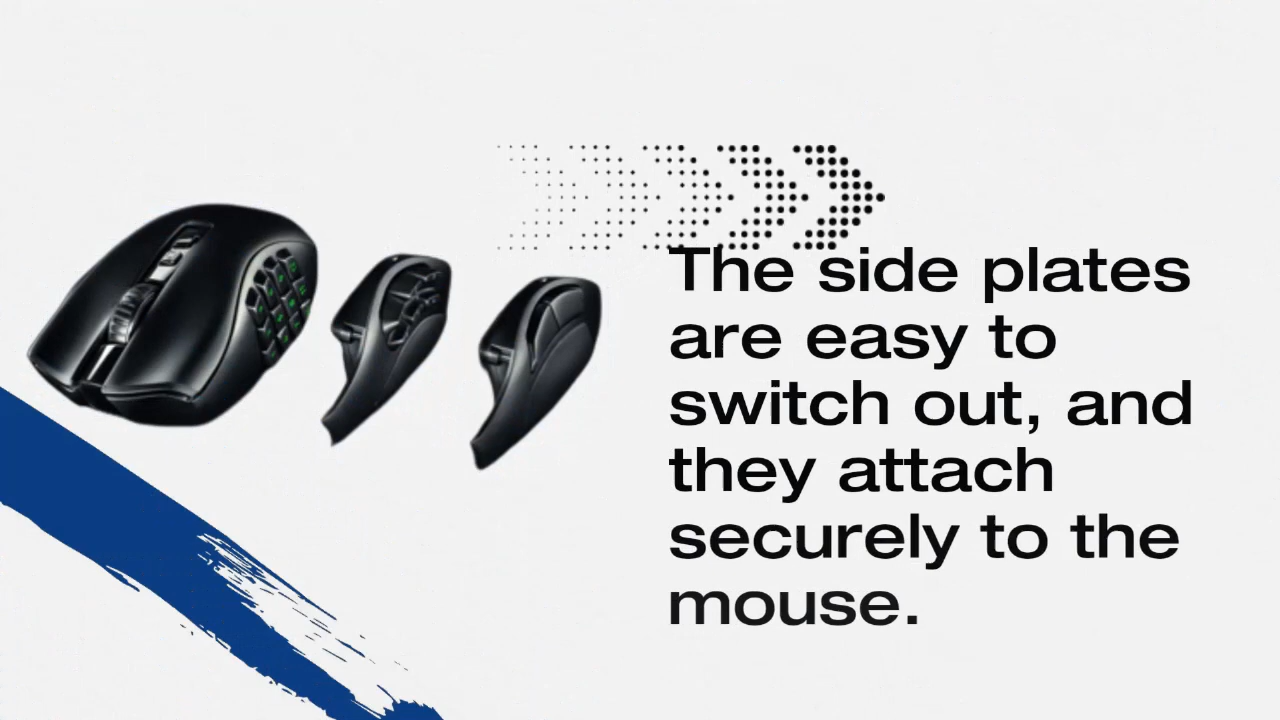 The side plates
are easy to
switch out, and
they attach
securely to the
mouse.